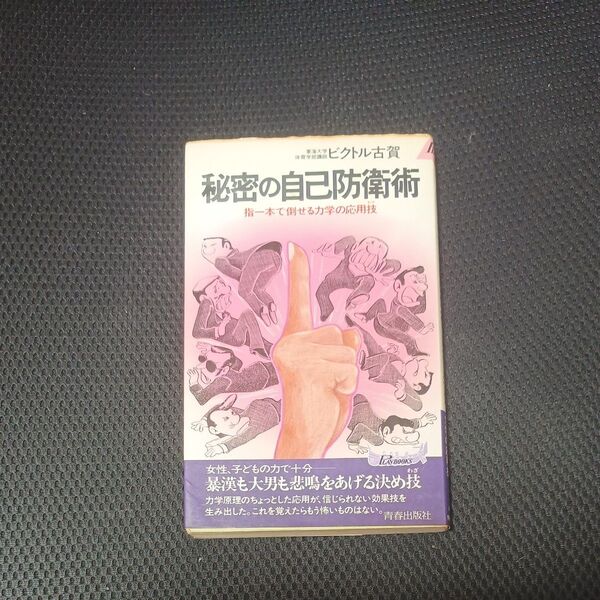 東海大学
体育学部講師 ビクトル古賀
秘密の自己防衛術
指一本で倒せる力学の応用技
PLAY BOOKS
女性、子どもの力で十分――
暴漢も大男も悲鳴をあげる決め技
わざ
力学原理のちょっとした応用が、信じられない効果技を
生み出した。これを覚えたらもう怖いものはない。
青春出版社